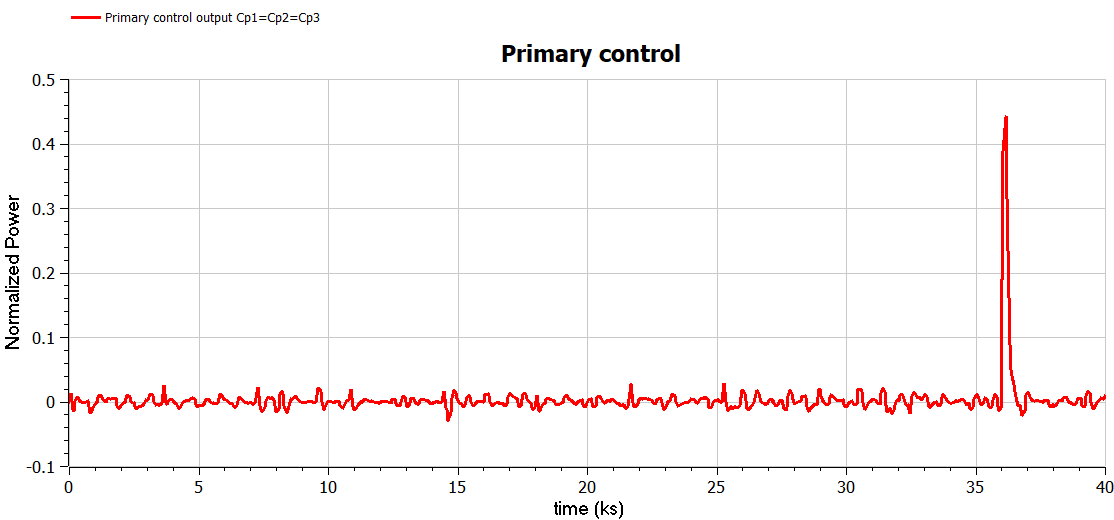 Primary control output Cp1=Cp2=Cp3
Primary control
Normalized Power
0.5
0.4
0.3
0.2
0.1
0
-0.1
0 5 10 15 20 25 30 35 40
time (ks)